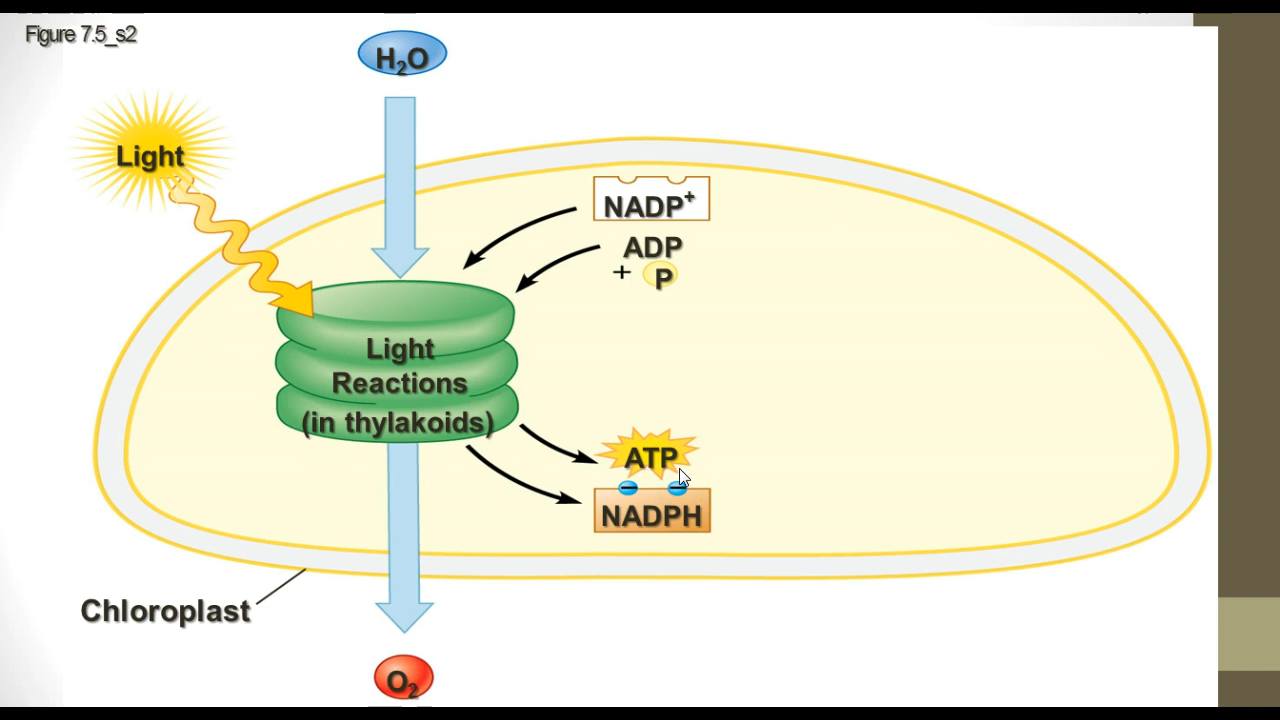 Figure 7.5_s2
H₂O
Light
NADP⁺
ADP
+ P
Light
Reactions
(in thylakoids)
ATP
NADPH
Chloroplast
O₂